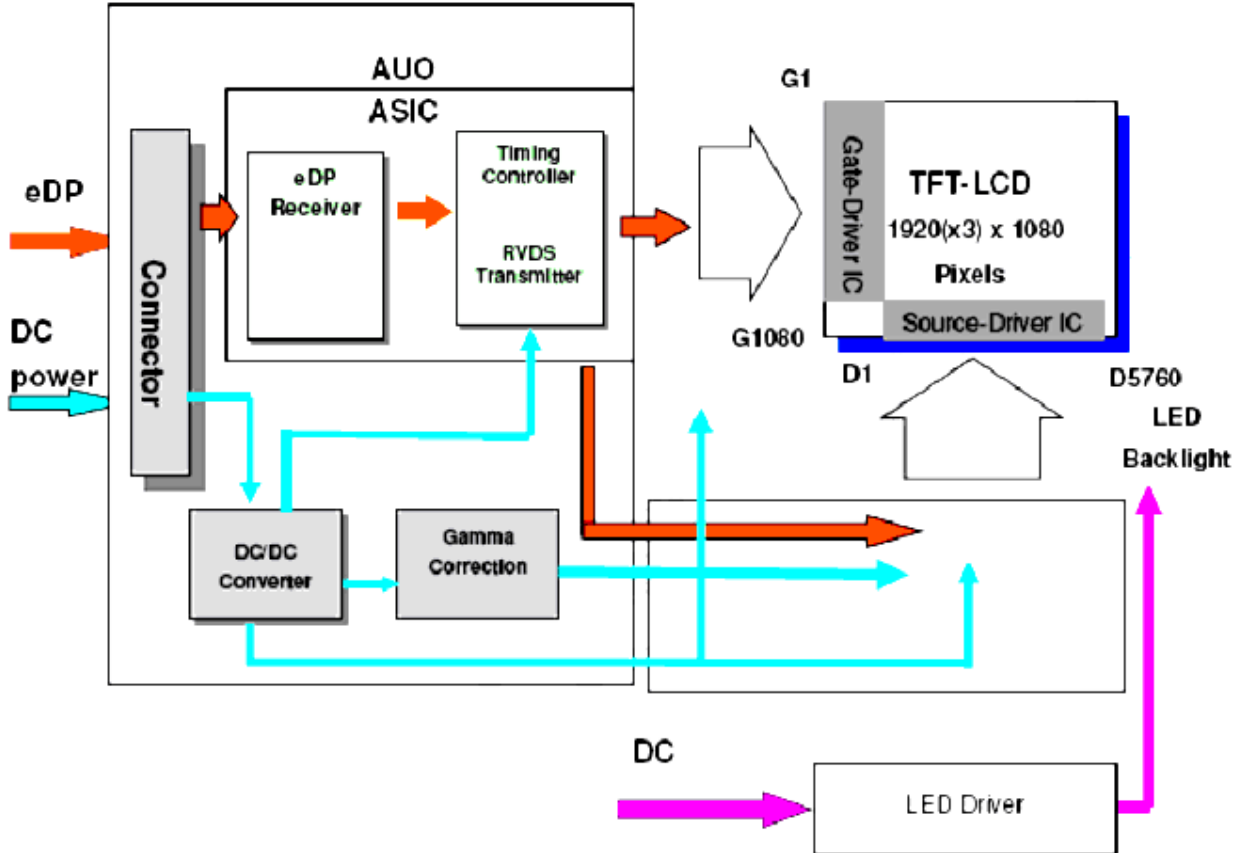 AUO
ASIC
G1
eDP
Receiver
Timing
Controller
RVDS
Transmitter
eDP
Connector
DC
power
Gate-Driver IC
TFT-LCD
1920(x3) x 1080
Pixels
Source-Driver IC
G1080
D1
D5760
LED
Backlight
DC/DC
Converter
Gamma
Correction
DC
LED Driver